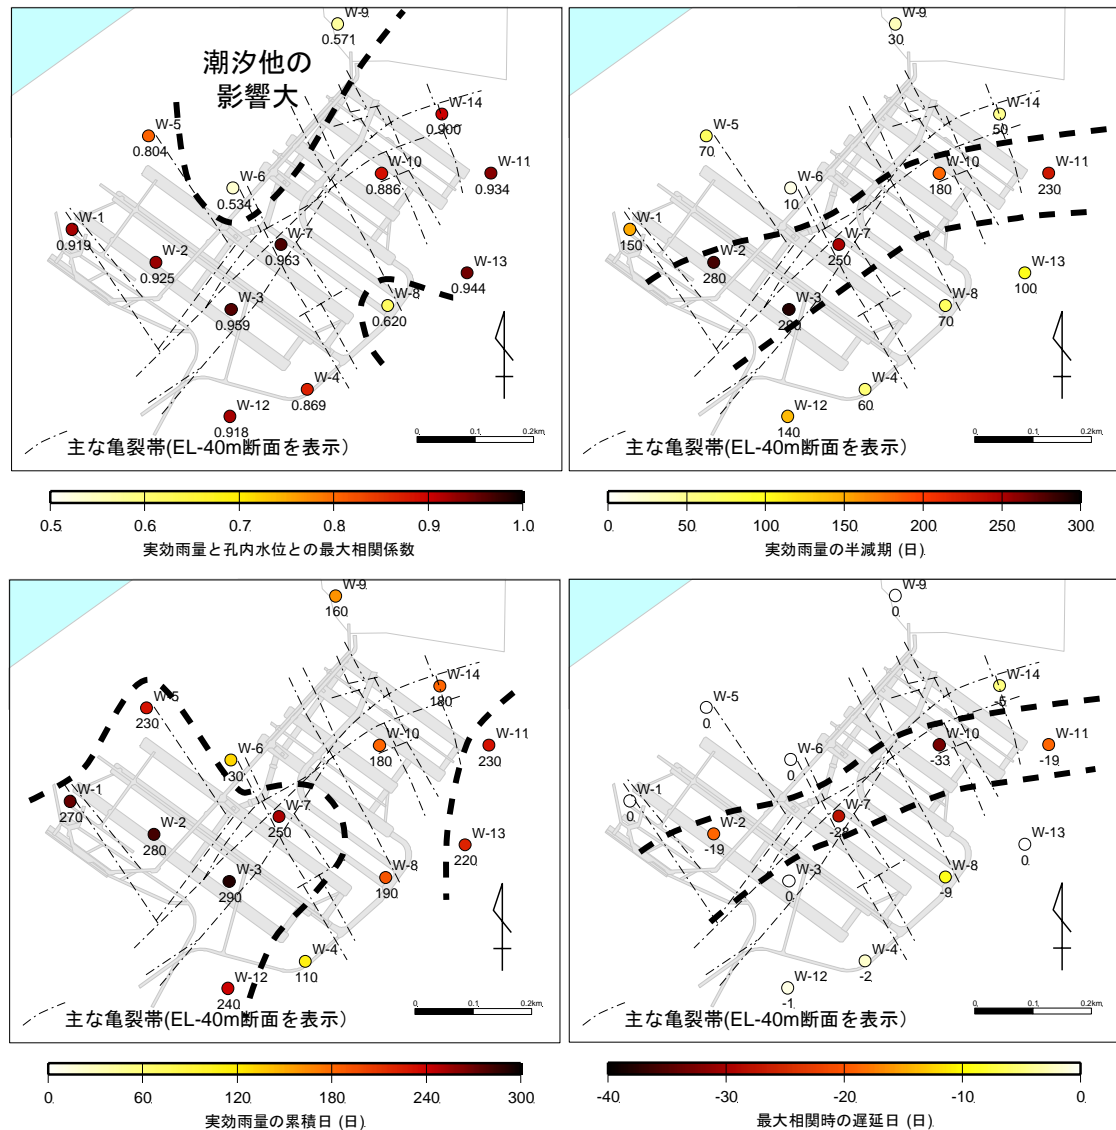 W-9
0.571
潮汐他の
影響大
W-14
0.900
W-5
0.804
W-10
0.886
W-11
0.934
W-6
0.534
W-1
0.919
W-7
0.963
W-2
0.925
W-13
0.944
W-3
0.959
W-8
0.620
W-4
0.869
W-12
0.918
主な亀裂帯(EL-40m断面を表示)
0. 0.1 0.2km.
0.5 0.6 0.7 0.8 0.9 1.0
実効雨量と孔内水位との最大相関係数
W-9
30
W-14
50
W-5
70
W-10
180
W-11
230
W-6
10
W-1
150
W-7
250
W-2
280
W-13
100
W-3
W-8
70
W-4
60
W-12
140
主な亀裂帯(EL-40m断面を表示)
0. 0.1 0.2km.
0. 50 100 150 200 250 300
実効雨量の半減期 (日).
W-9
160
W-14
180
W-5
230
W-10
180
W-11
230
W-6
130
W-1
270
W-7
250
W-2
280
W-13
220
W-3
290
W-8
190
W-4
110
W-12
240
主な亀裂帯(EL-40m断面を表示)
0. 0.1 0.2km.
0. 60 120 180 240 300
実効雨量の累積日 (日).
W-9
0.
W-14
W-5
0.
W-10
-33
W-11
-19
W-6
0.
W-1
0.
W-7
-28
W-2
-19
W-13
0.
W-3
0.
W-8
-9.
W-4
-2
W-12
-1.
主な亀裂帯(EL-40m断面を表示)
0. 0.1 0.2km.
-40 -30 -20 -10 0.
最大相関時の遅延日 (日).